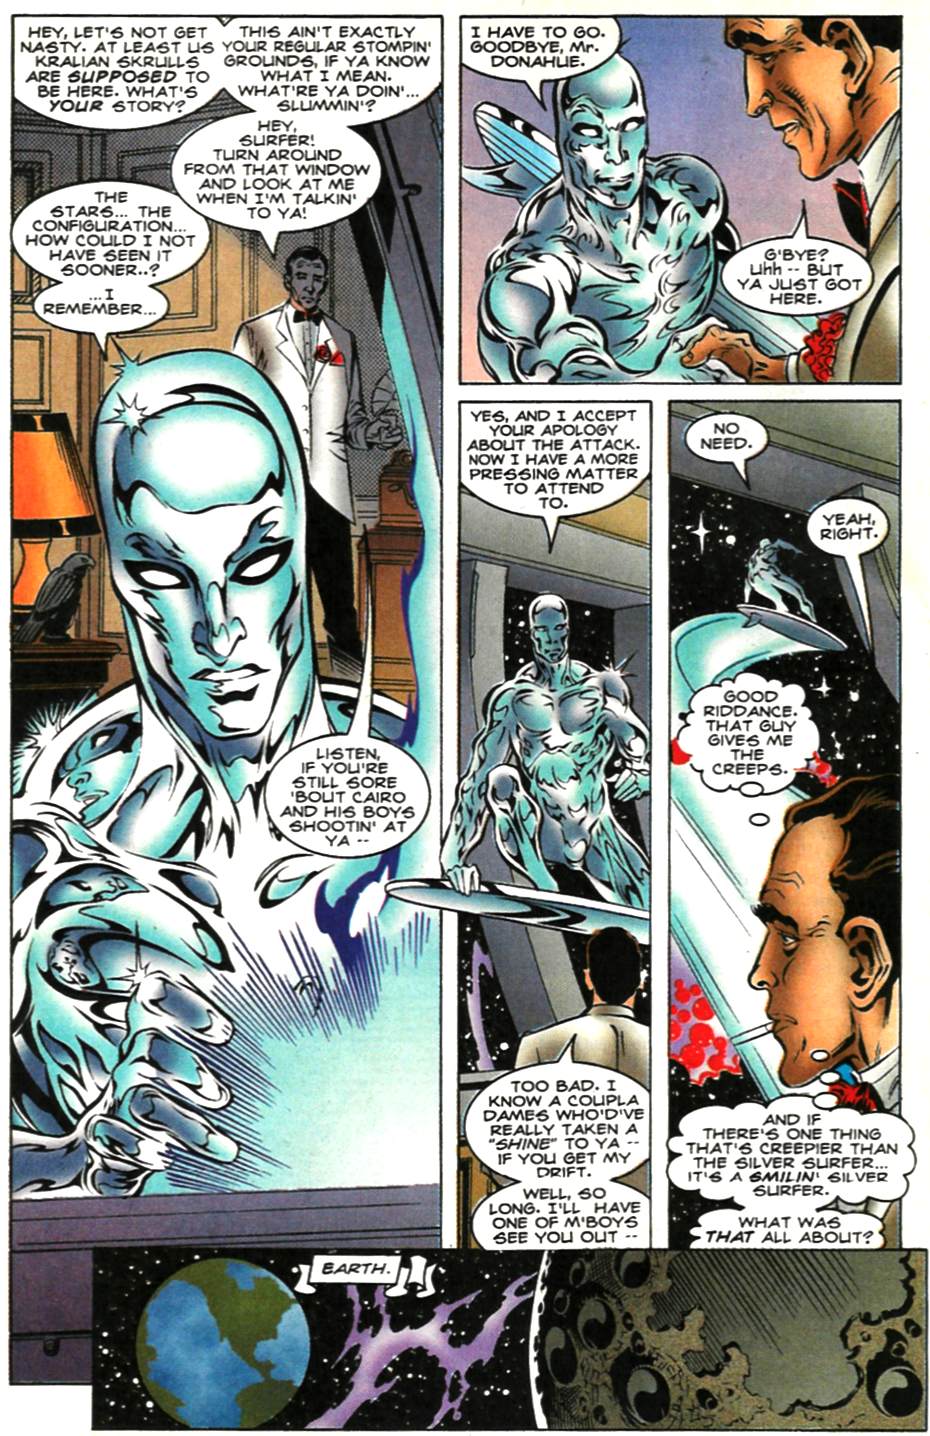 HEY, LET'S NOT GET
NASTY. AT LEAST US
KRALIAN SKRULLS
ARE SUPPOSED TO
BE HERE. WHAT'S
YOUR STORY?
THIS AIN'T EXACTLY
YOUR REGULAR STOMPIN'
GROUNDS, IF YA KNOW
WHAT I MEAN.
WHAT'RE YA DOIN'...
SLUMMIN'?
HEY,
SURFER!
TURN AROUND
FROM THAT WINDOW
AND LOOK AT ME
WHEN I'M TALKIN'
TO YA!
THE
STARS... THE
CONFIGURATION...
HOW COULD I NOT
HAVE SEEN IT
SOONER..?
...I
REMEMBER...
LISTEN,
IF YOU'RE
STILL SORE
'BOUT CAIRO
AND HIS BOYS
SHOOTIN' AT
YA --
I HAVE TO GO.
GOODBYE, Mr.
DONAHUE.
G'BYE?
Uhh -- BUT
YA JUST GOT
HERE.
YES, AND I ACCEPT
YOUR APOLOGY
ABOUT THE ATTACK.
NOW I HAVE A MORE
PRESSING MATTER
TO ATTEND
TO.
TOO BAD. I
KNOW A COUPLA
DAMES WHO'D'VE
REALLY TAKEN A
"SHINE" TO YA --
IF YOU GET MY
DRIFT.
WELL, SO
LONG. I'LL HAVE
ONE OF M'BOYS
SEE YOU OUT --
NO
NEED.
YEAH,
RIGHT.
GOOD
RIDDANCE.
THAT GUY
GIVES ME
THE
CREEPS.
AND IF
THERE'S ONE THING
THAT'S CREEPIER THAN
THE SILVER SURFER...
IT'S A SMILIN' SILVER
SURFER.
WHAT WAS
THAT ALL ABOUT?
EARTH.